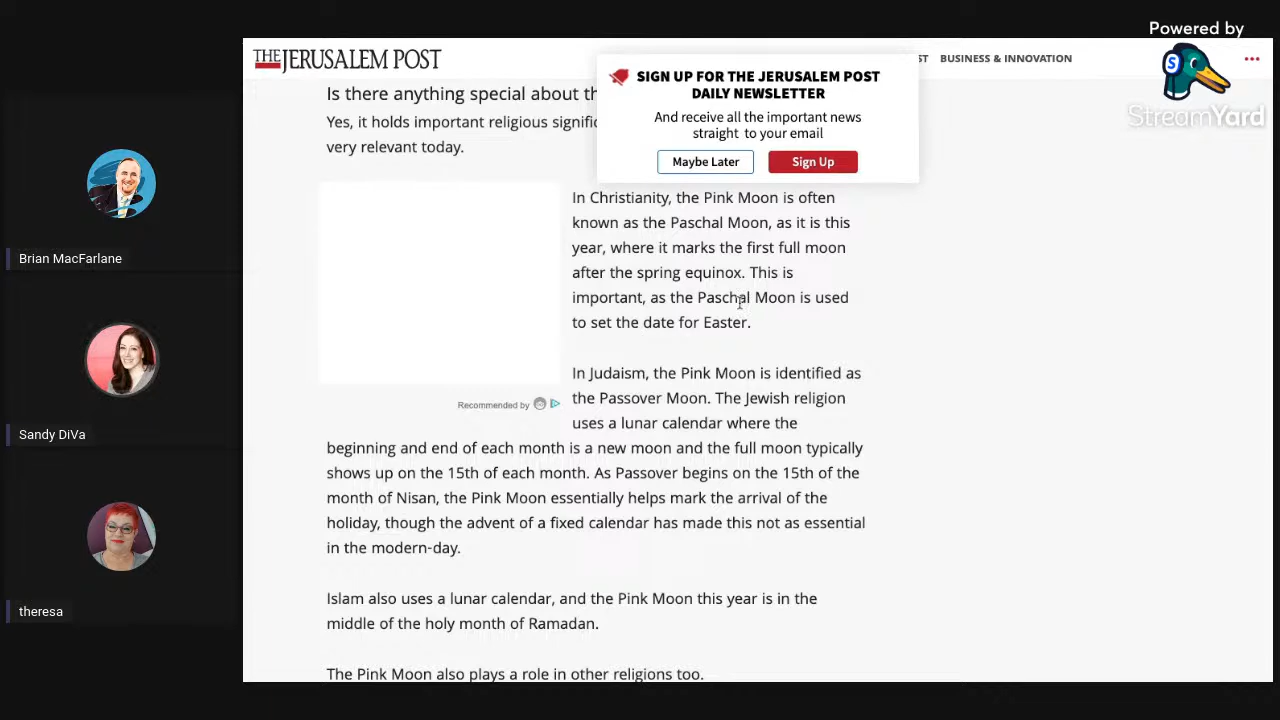 Powered by
StreamYard
THE JERUSALEM POST
ST BUSINESS & INNOVATION
SIGN UP FOR THE JERUSALEM POST
DAILY NEWSLETTER
And receive all the important news
straight to your email
Maybe Later Sign Up
Is there anything special about th
Yes, it holds important religious signific
very relevant today.
In Christianity, the Pink Moon is often
known as the Paschal Moon, as it is this
year, where it marks the first full moon
after the spring equinox. This is
important, as the Paschal Moon is used
to set the date for Easter.
Recommended by
In Judaism, the Pink Moon is identified as
the Passover Moon. The Jewish religion
uses a lunar calendar where the
beginning and end of each month is a new moon and the full moon typically
shows up on the 15th of each month. As Passover begins on the 15th of the
month of Nisan, the Pink Moon essentially helps mark the arrival of the
holiday, though the advent of a fixed calendar has made this not as essential
in the modern-day.
Islam also uses a lunar calendar, and the Pink Moon this year is in the
middle of the holy month of Ramadan.
The Pink Moon also plays a role in other religions too.
Brian MacFarlane
Sandy DiVa
theresa